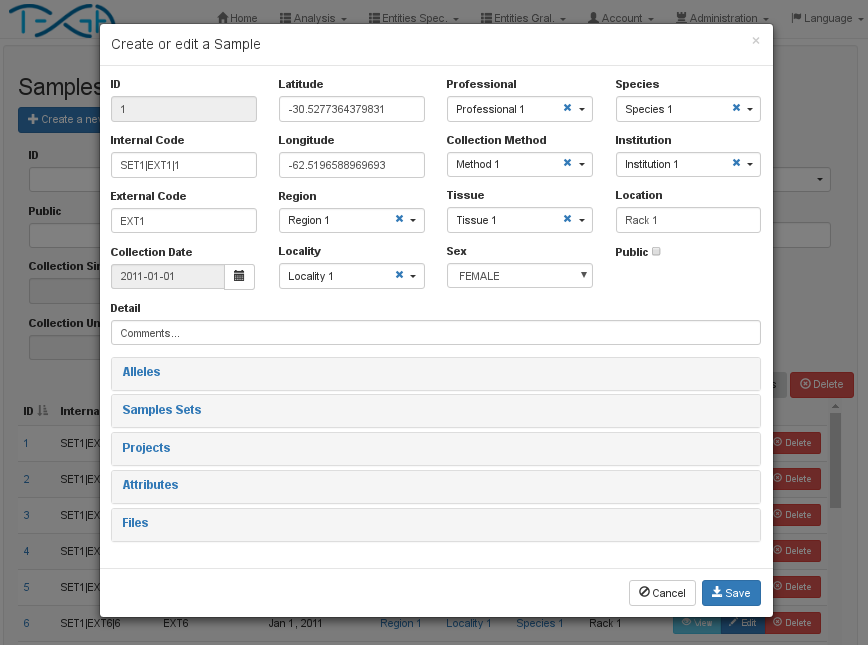 Home Analysis Entities Spec. Entities Gral. Account Administration Language
Create or edit a Sample ×
Samples
Create a new
ID Latitude Professional Species
1 -30.5277364379831 Professional 1 Species 1
Internal Code Longitude Collection Method Institution
SET1|EXT1|1 -62.5196588969693 Method 1 Institution 1
External Code Region Tissue Location
EXT1 Region 1 Tissue 1 Rack 1
Collection Date Locality Sex Public
2011-01-01 Locality 1 FEMALE
Detail
Comments...
Alleles
Samples Sets
Projects
Attributes
Files
Cancel Save
ID
Public
Collection Sin
Collection Un
Delete
ID Interna
1 SET1|EX Delete
2 SET1|EX Delete
3 SET1|EX Delete
4 SET1|EX Delete
5 SET1|EX Delete
6 SET1|EXT6|6 EXT6 Jan 1, 2011 Region 1 Locality 1 Species 1 Rack 1 View Edit Delete